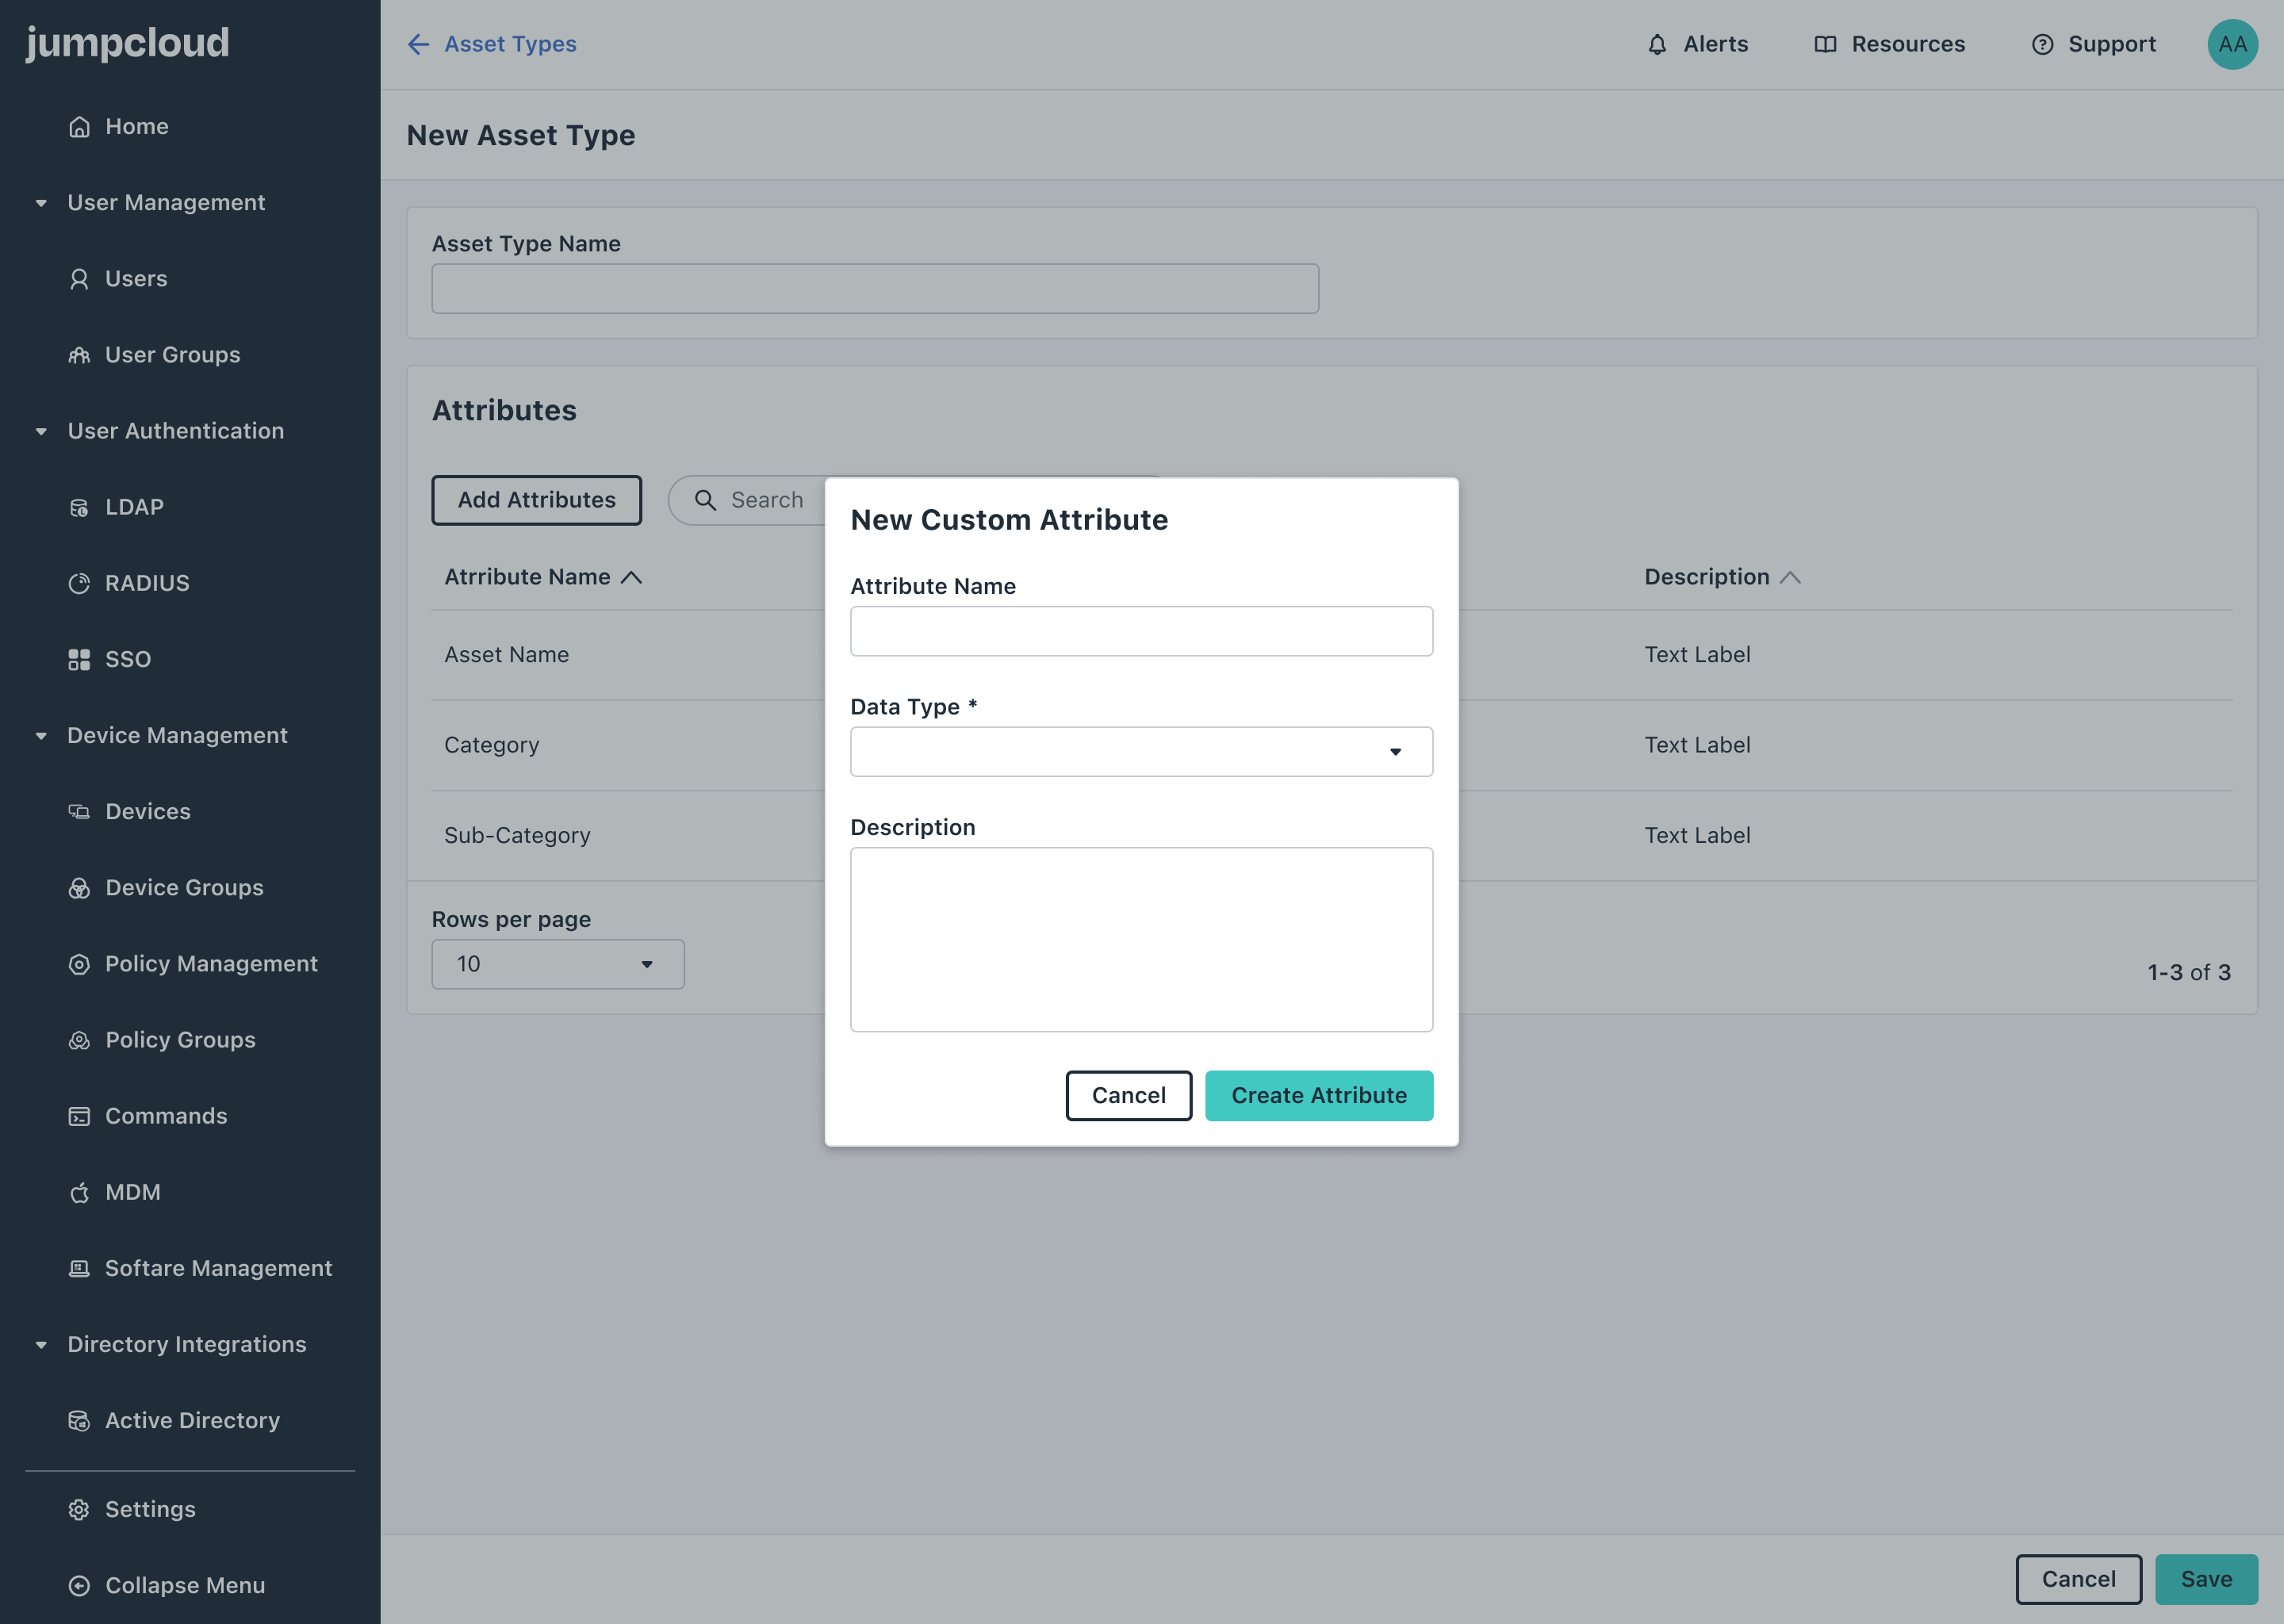 jumpcloud
Home
User Management
Users
User Groups
User Authentication
LDAP
RADIUS
SSO
Device Management
Devices
Device Groups
Policy Management
Policy Groups
Commands
MDM
Softare Management
Directory Integrations
Active Directory
Settings
Collapse Menu
Asset Types
Alerts
Resources
Support
AA
New Asset Type
Asset Type Name
Attributes
Add Attributes
Search
Atrribute Name
Description
Asset Name
Text Label
Category
Text Label
Sub-Category
Text Label
Rows per page
10
1-3 of 3
New Custom Attribute
Attribute Name
Data Type *
Description
Cancel
Create Attribute
Cancel
Save